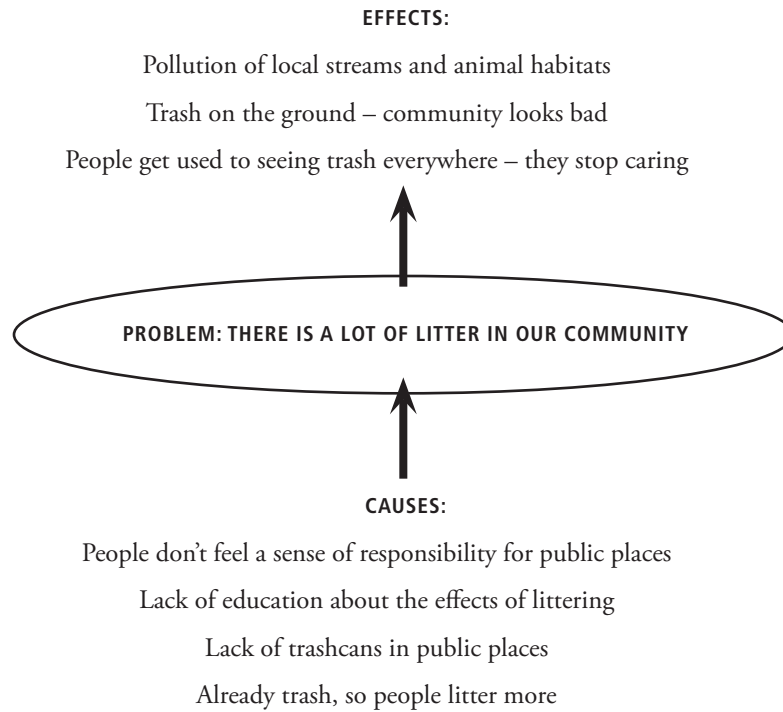 EFFECTS:
Pollution of local streams and animal habitats
Trash on the ground – community looks bad
People get used to seeing trash everywhere – they stop caring
PROBLEM: THERE IS A LOT OF LITTER IN OUR COMMUNITY
CAUSES:
People don’t feel a sense of responsibility for public places
Lack of education about the effects of littering
Lack of trashcans in public places
Already trash, so people litter more